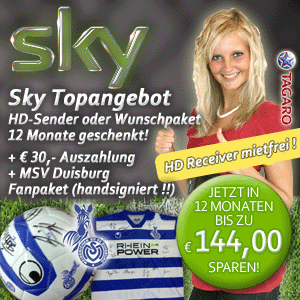 sky
TAGARO
Sky Topangebot
HD-Sender oder Wunschpaket
12 Monate geschenkt!
+ € 30,- Auszahlung
+ MSV Duisburg
Fanpaket (handsigniert !!)
HD Receiver mietfrei !
JETZT IN
12 MONATEN
BIS ZU
€ 144,00
SPAREN!
RHEIN
POWER